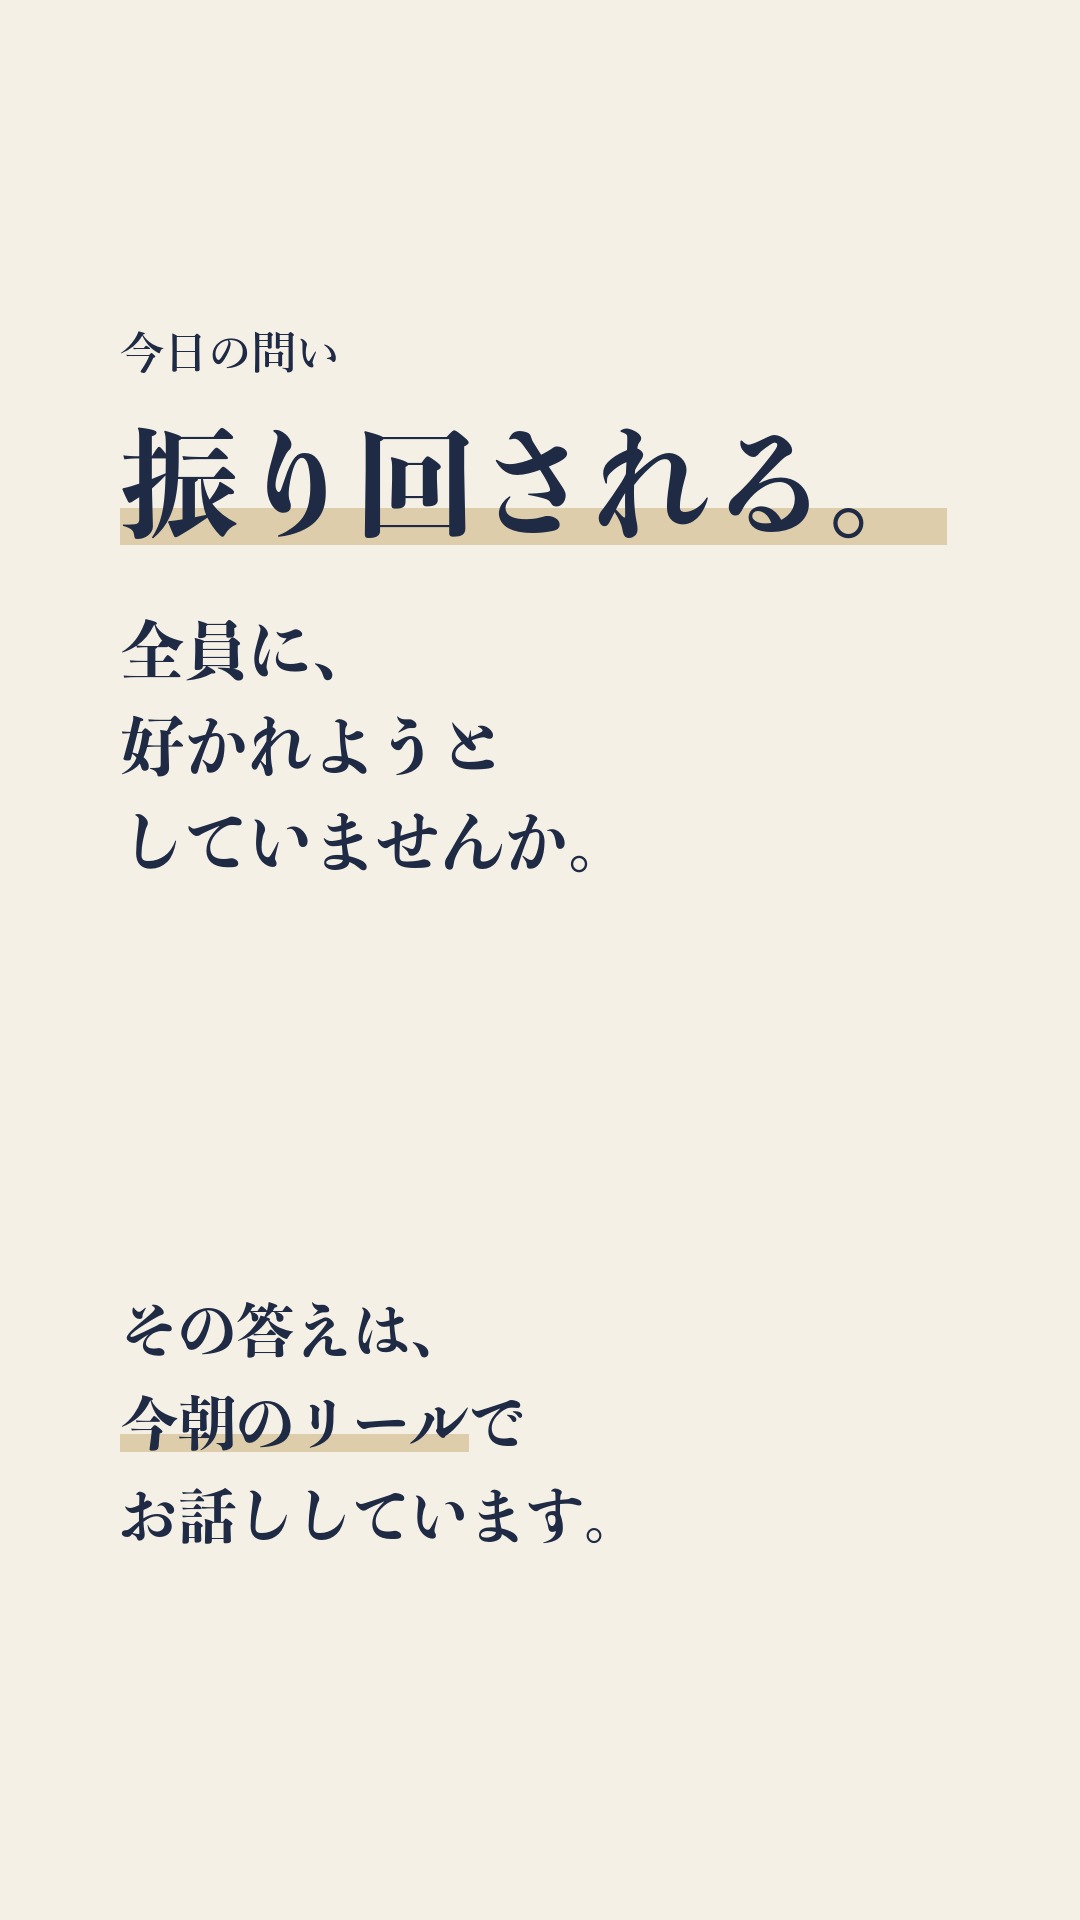 今日の問い
振り回される。
全員に、
好かれようと
していませんか。
その答えは、
今朝のリールで
お話ししています。